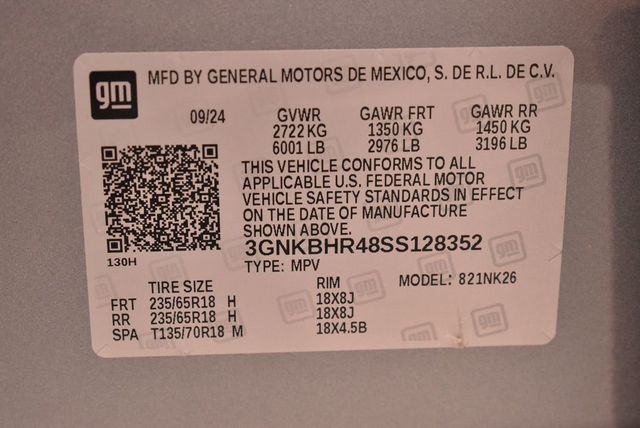 gm MFD BY GENERAL MOTORS DE MEXICO, S. DE R.L. DE C.V.
09/24 GVWR GAWR FRT GAWR RR
2722 KG 1350 KG 1450 KG
6001 LB 2976 LB 3196 LB
THIS VEHICLE CONFORMS TO ALL
APPLICABLE U.S. FEDERAL MOTOR
VEHICLE SAFETY STANDARDS IN EFFECT
ON THE DATE OF MANUFACTURE
SHOWN ABOVE.
3GNKBHR48SS128352
130H
TYPE: MPV MODEL: 821NK26
TIRE SIZE RIM
FRT 235/65R18 H 18X8J
RR 235/65R18 H 18X8J
SPA T135/70R18 M 18X4.5B